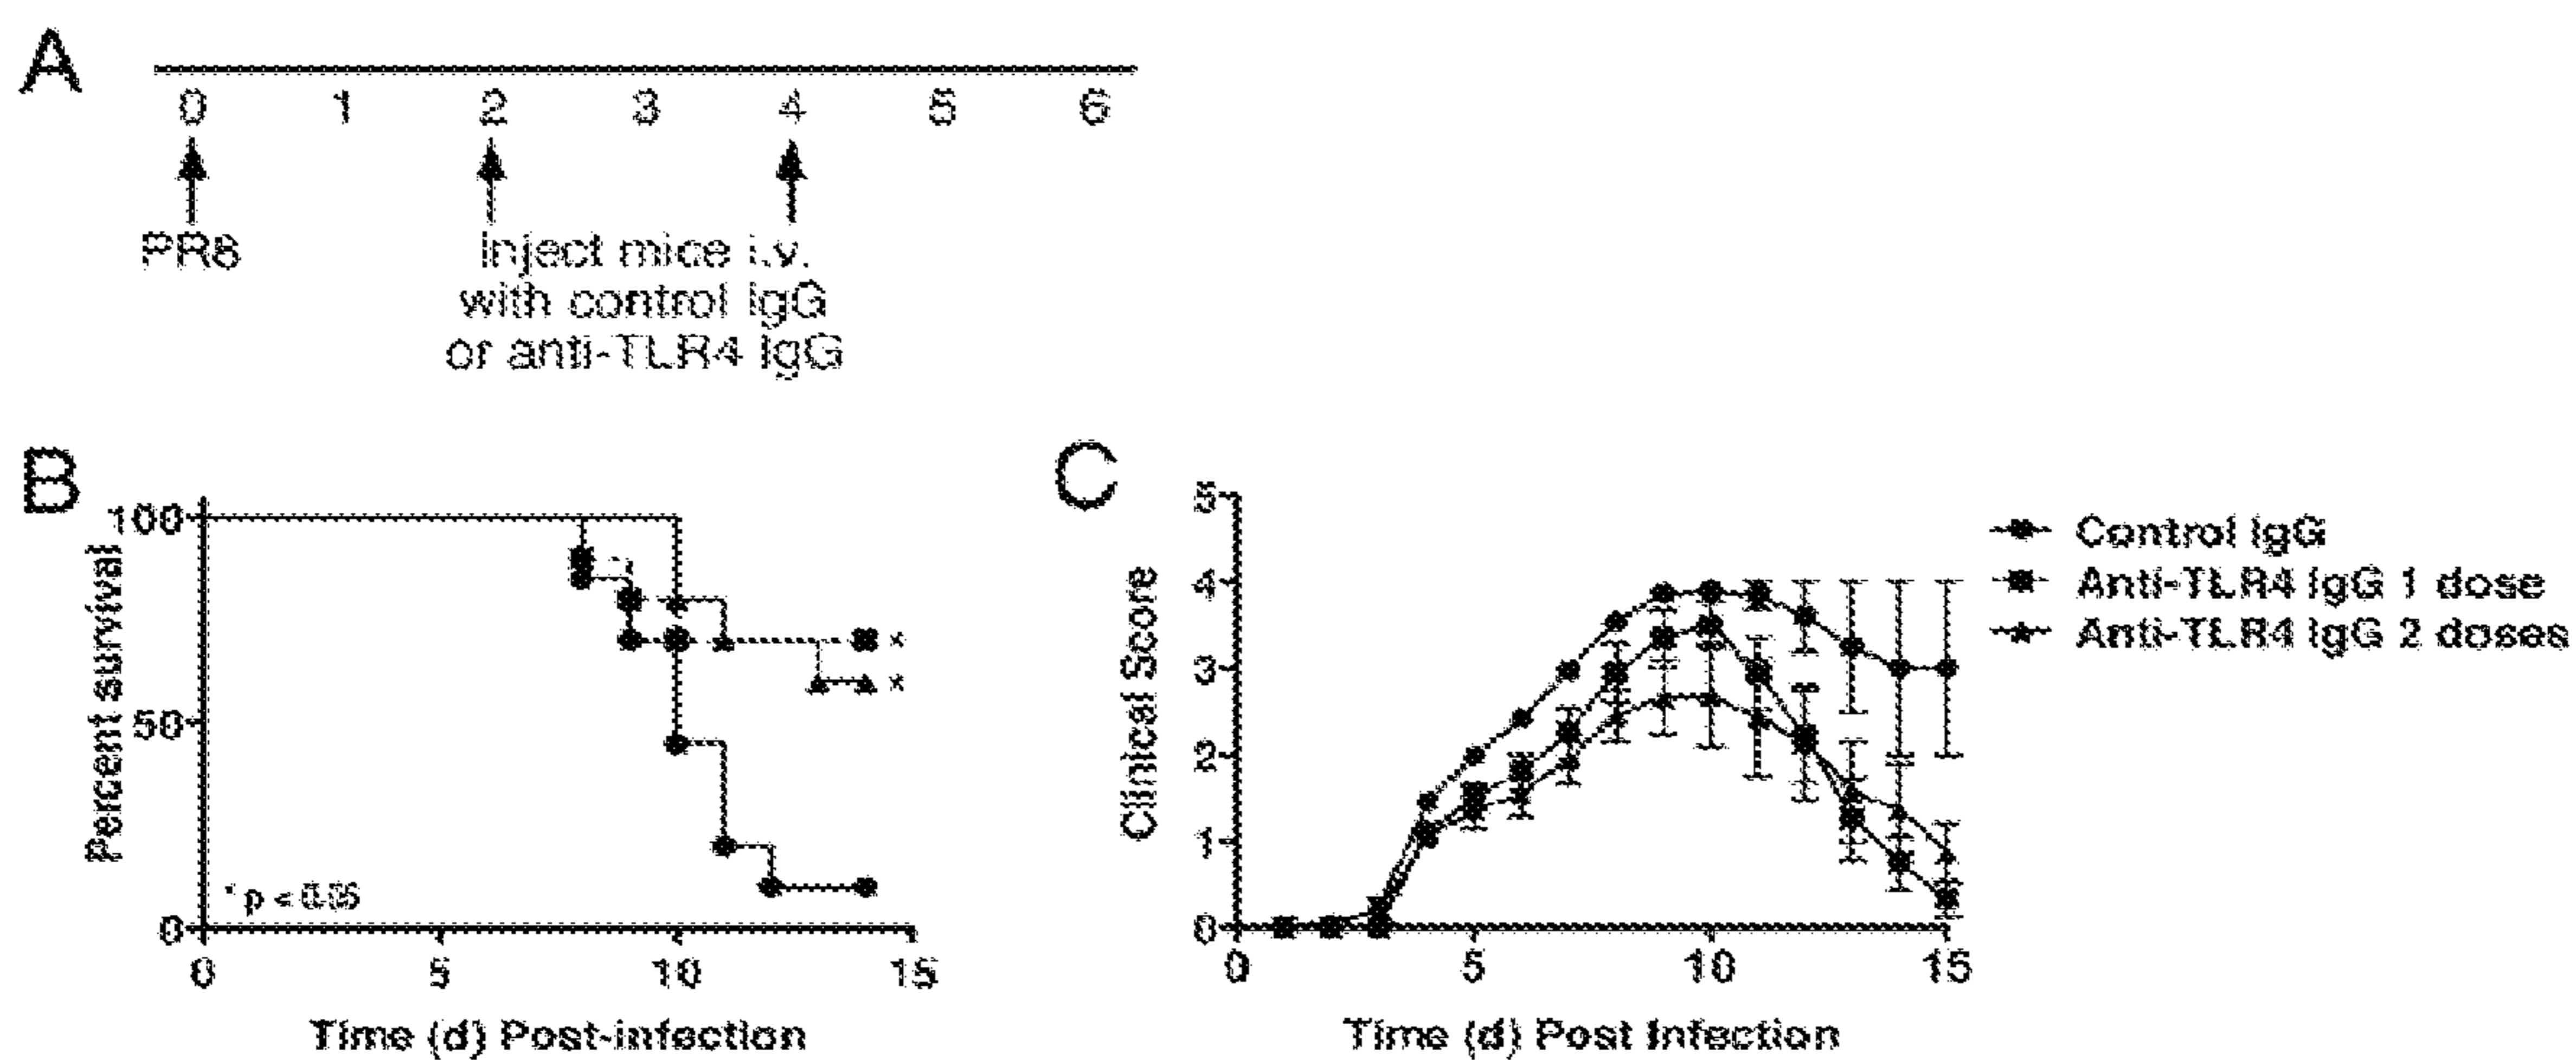 A
0 1 2 3 4 5 6
PR8
Inject mice i.v.
with control IgG
or anti-TLR4 IgG
B
Percent survival
100
50
0
* p < 0.05
0 5 10 15
Time (d) Post-infection
C
Clinical Score
5
4
3
2
1
0
0 5 10 15
Time (d) Post Infection
Control IgG
Anti-TLR4 IgG 1 dose
Anti-TLR4 IgG 2 doses
*
*